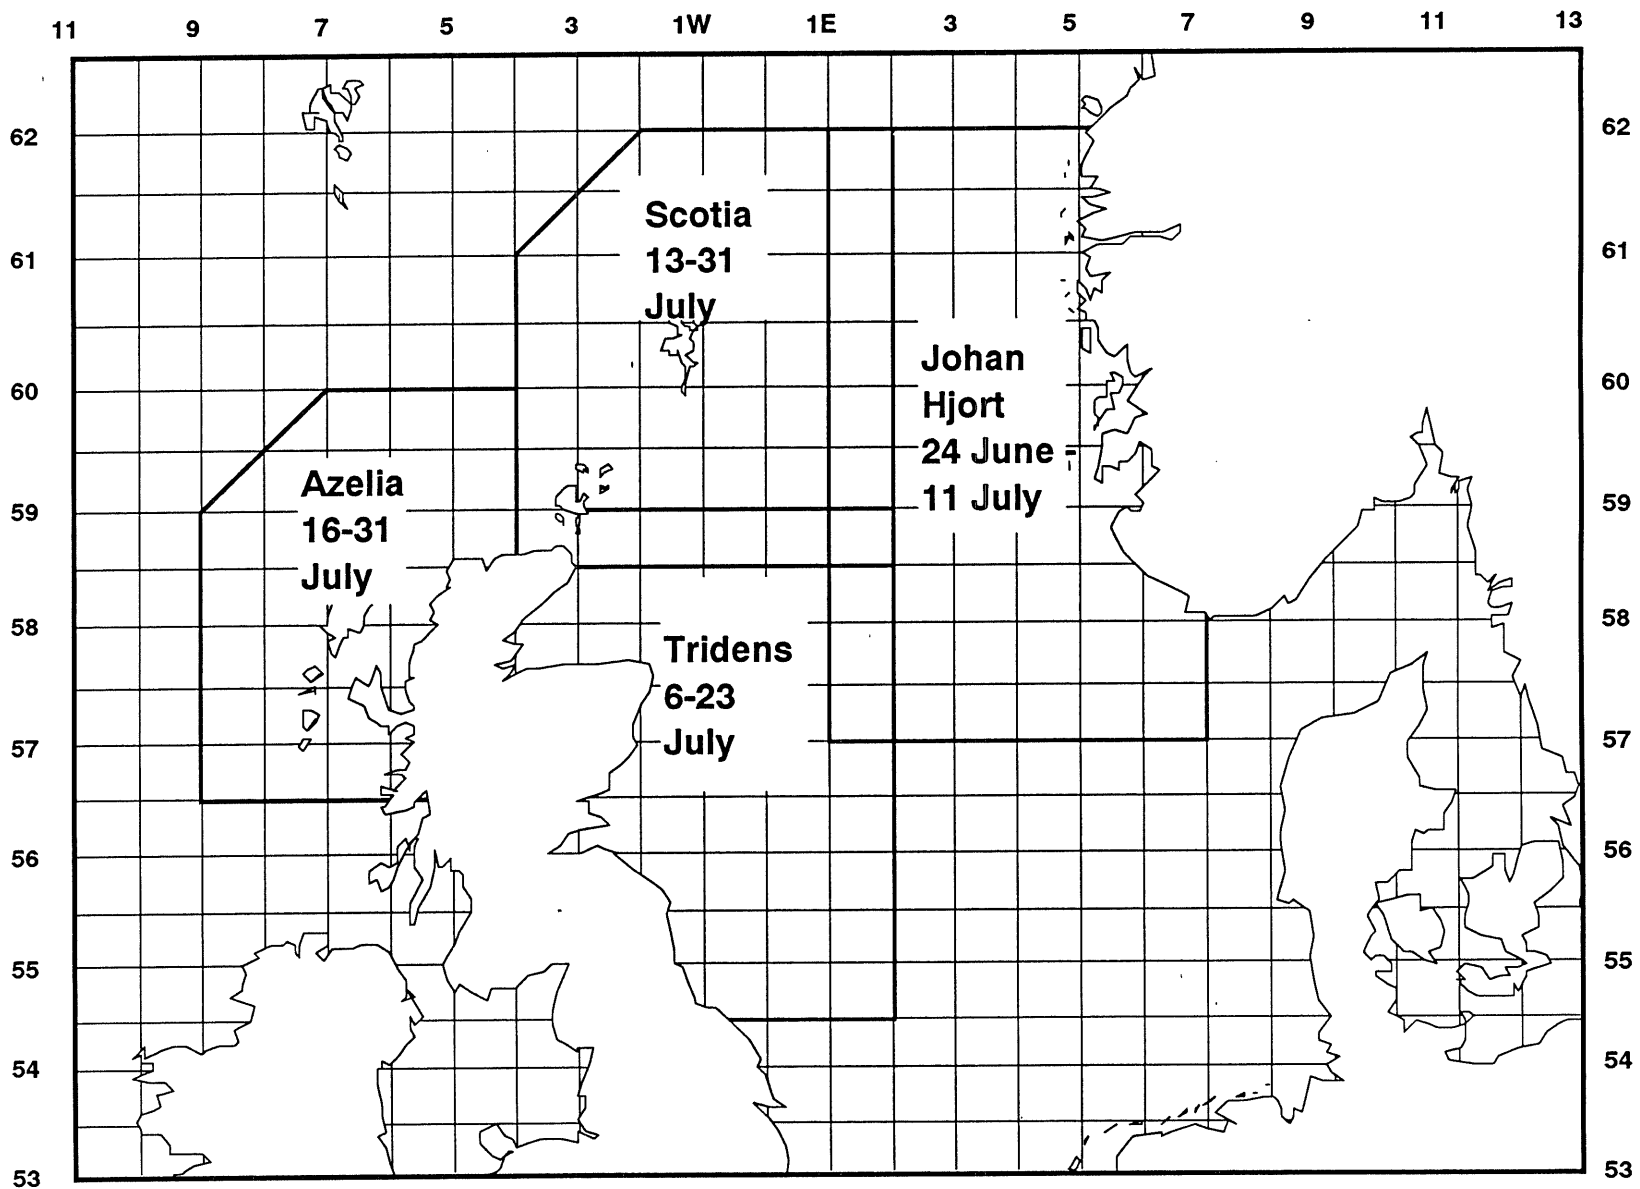 11 9 7 5 3 1W 1E 3 5 7 9 11 13
62 62
Scotia
13-31
July
61 61
Johan
Hjort
24 June -
11 July
60 60
Azelia
16-31
July
59 59
58 58
Tridens
6-23
July
57 57
56 56
55 55
54 54
53 53